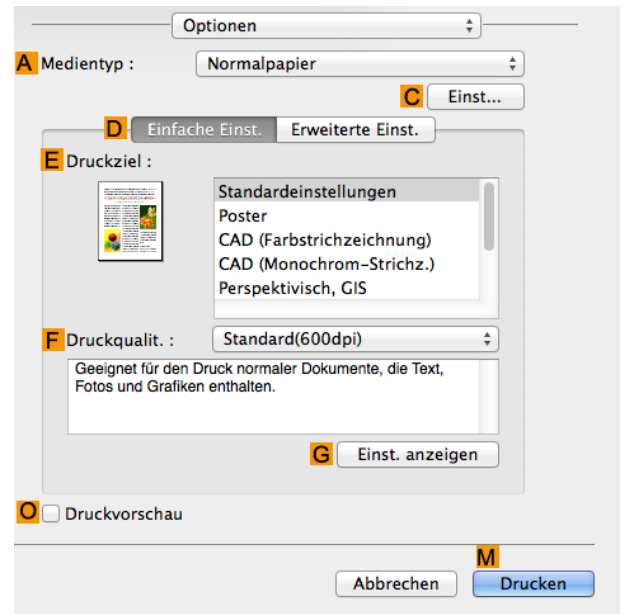 Optionen
A Medientyp : Normalpapier
C Einst...
D Einfache Einst. Erweiterte Einst.
E Druckziel :
Standardeinstellungen
Poster
CAD (Farbstrichzeichnung)
CAD (Monochrom-Strichz.)
Perspektivisch, GIS
F Druckqualit. : Standard(600dpi)
Geeignet für den Druck normaler Dokumente, die Text,
Fotos und Grafiken enthalten.
G Einst. anzeigen
O Druckvorschau
M
Abbrechen Drucken